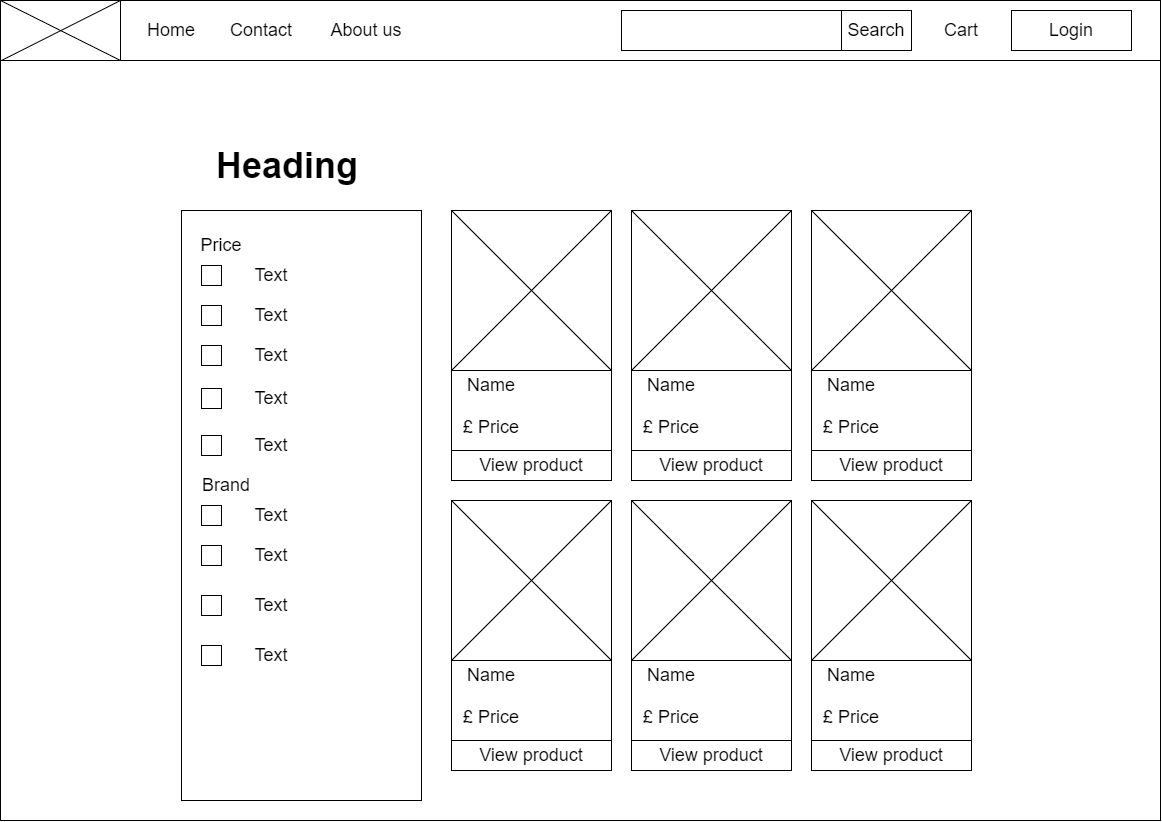 Home Contact About us Search Cart Login
Heading
Price
Text
Text
Text
Text
Text
Brand
Text
Text
Text
Text
Name Name Name
£ Price £ Price £ Price
View product View product View product
Name Name Name
£ Price £ Price £ Price
View product View product View product